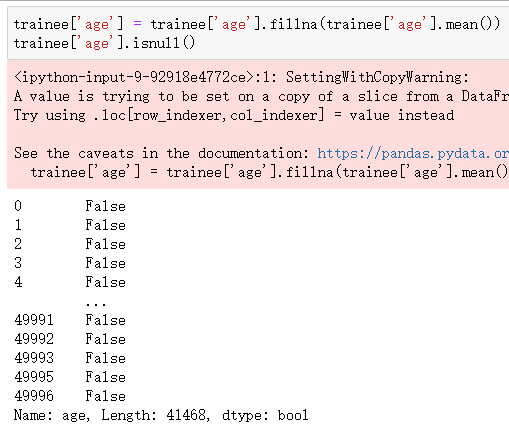 trainee['age'] = trainee['age'].fillna(trainee['age'].mean())
trainee['age'].isnull()
<ipython-input-9-92918e4772ce>:1: SettingWithCopyWarning:
A value is trying to be set on a copy of a slice from a DataFr
Try using .loc[row_indexer,col_indexer] = value instead
See the caveats in the documentation: https://pandas.pydata.or
trainee['age'] = trainee['age'].fillna(trainee['age'].mean()
0 False
1 False
2 False
3 False
4 False
...
49991 False
49992 False
49993 False
49995 False
49996 False
Name: age, Length: 41468, dtype: bool